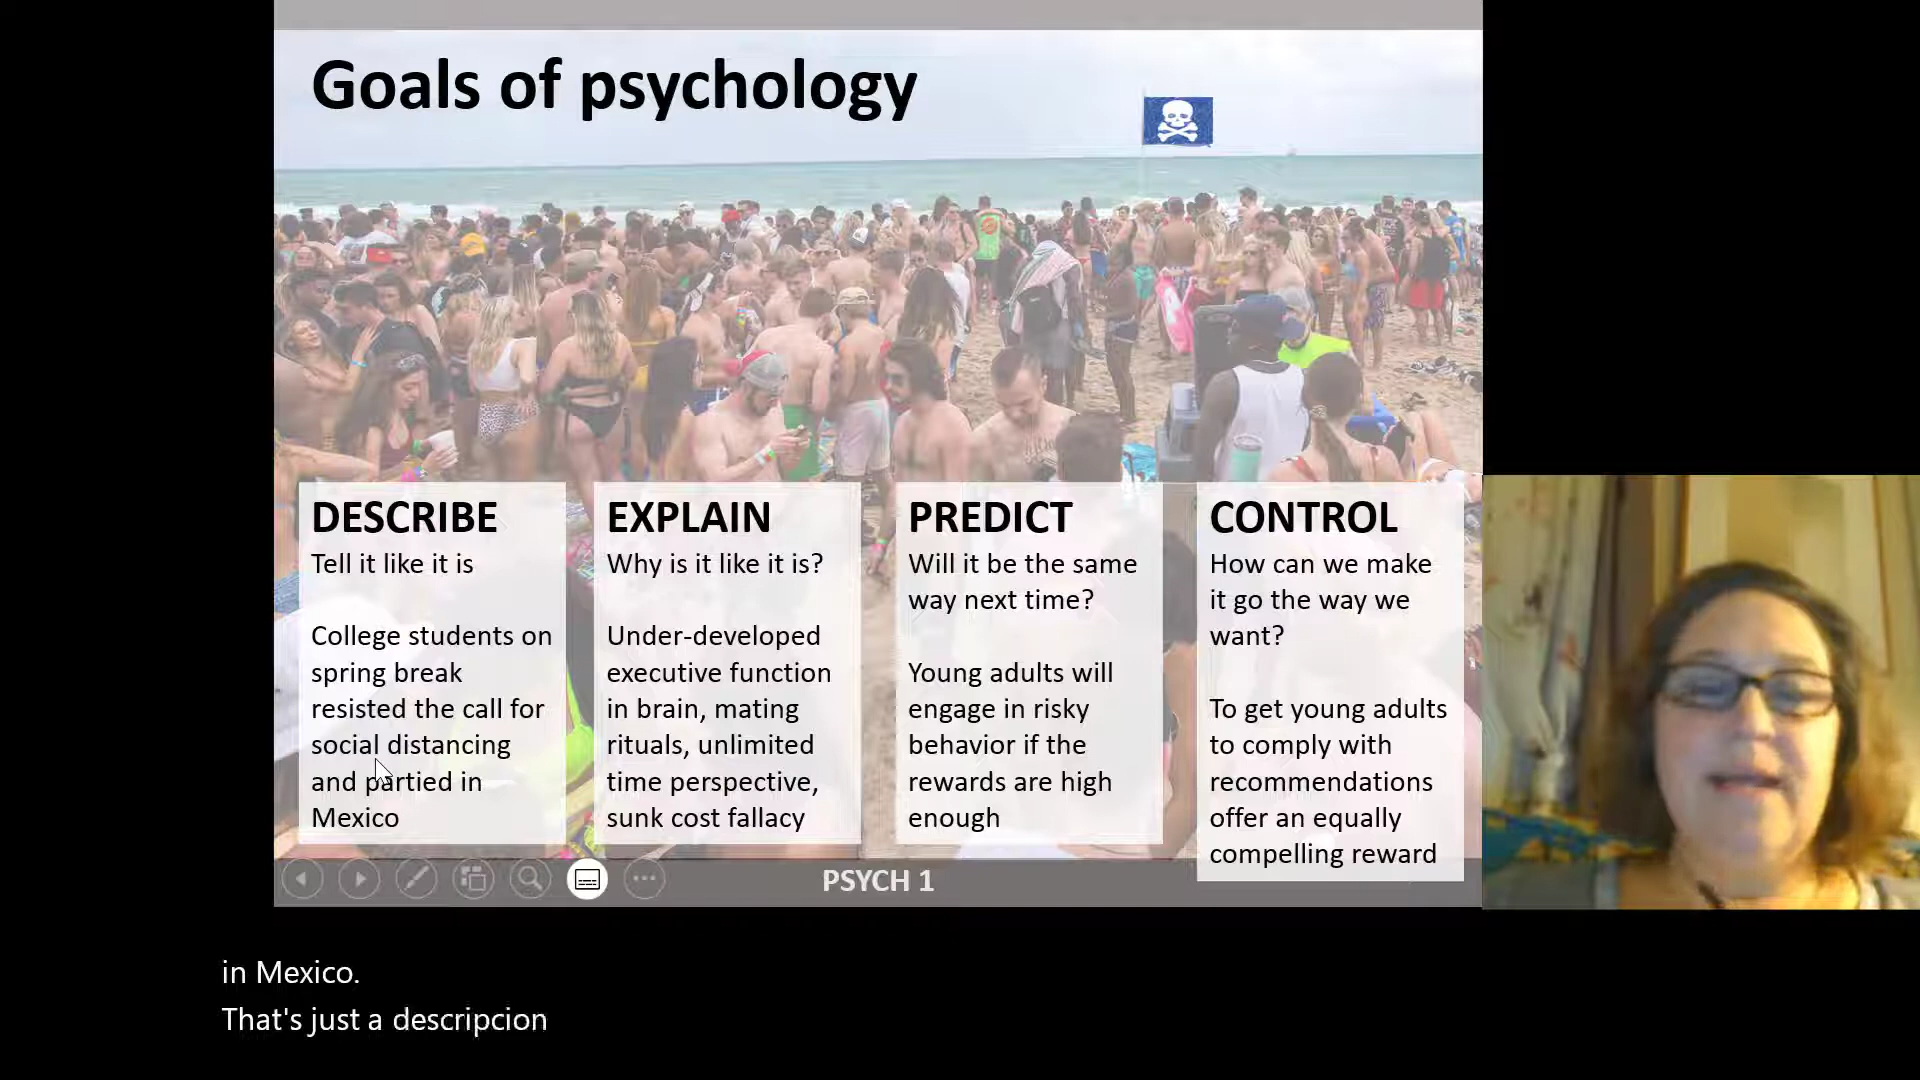 Goals of psychology
DESCRIBE
Tell it like it is
College students on
spring break
resisted the call for
social distancing
and partied in
Mexico
EXPLAIN
Why is it like it is?
Under-developed
executive function
in brain, mating
rituals, unlimited
time perspective,
sunk cost fallacy
PREDICT
Will it be the same
way next time?
Young adults will
engage in risky
behavior if the
rewards are high
enough
CONTROL
How can we make
it go the way we
want?
To get young adults
to comply with
recommendations
offer an equally
compelling reward
PSYCH 1
in Mexico.
That's just a descripcion